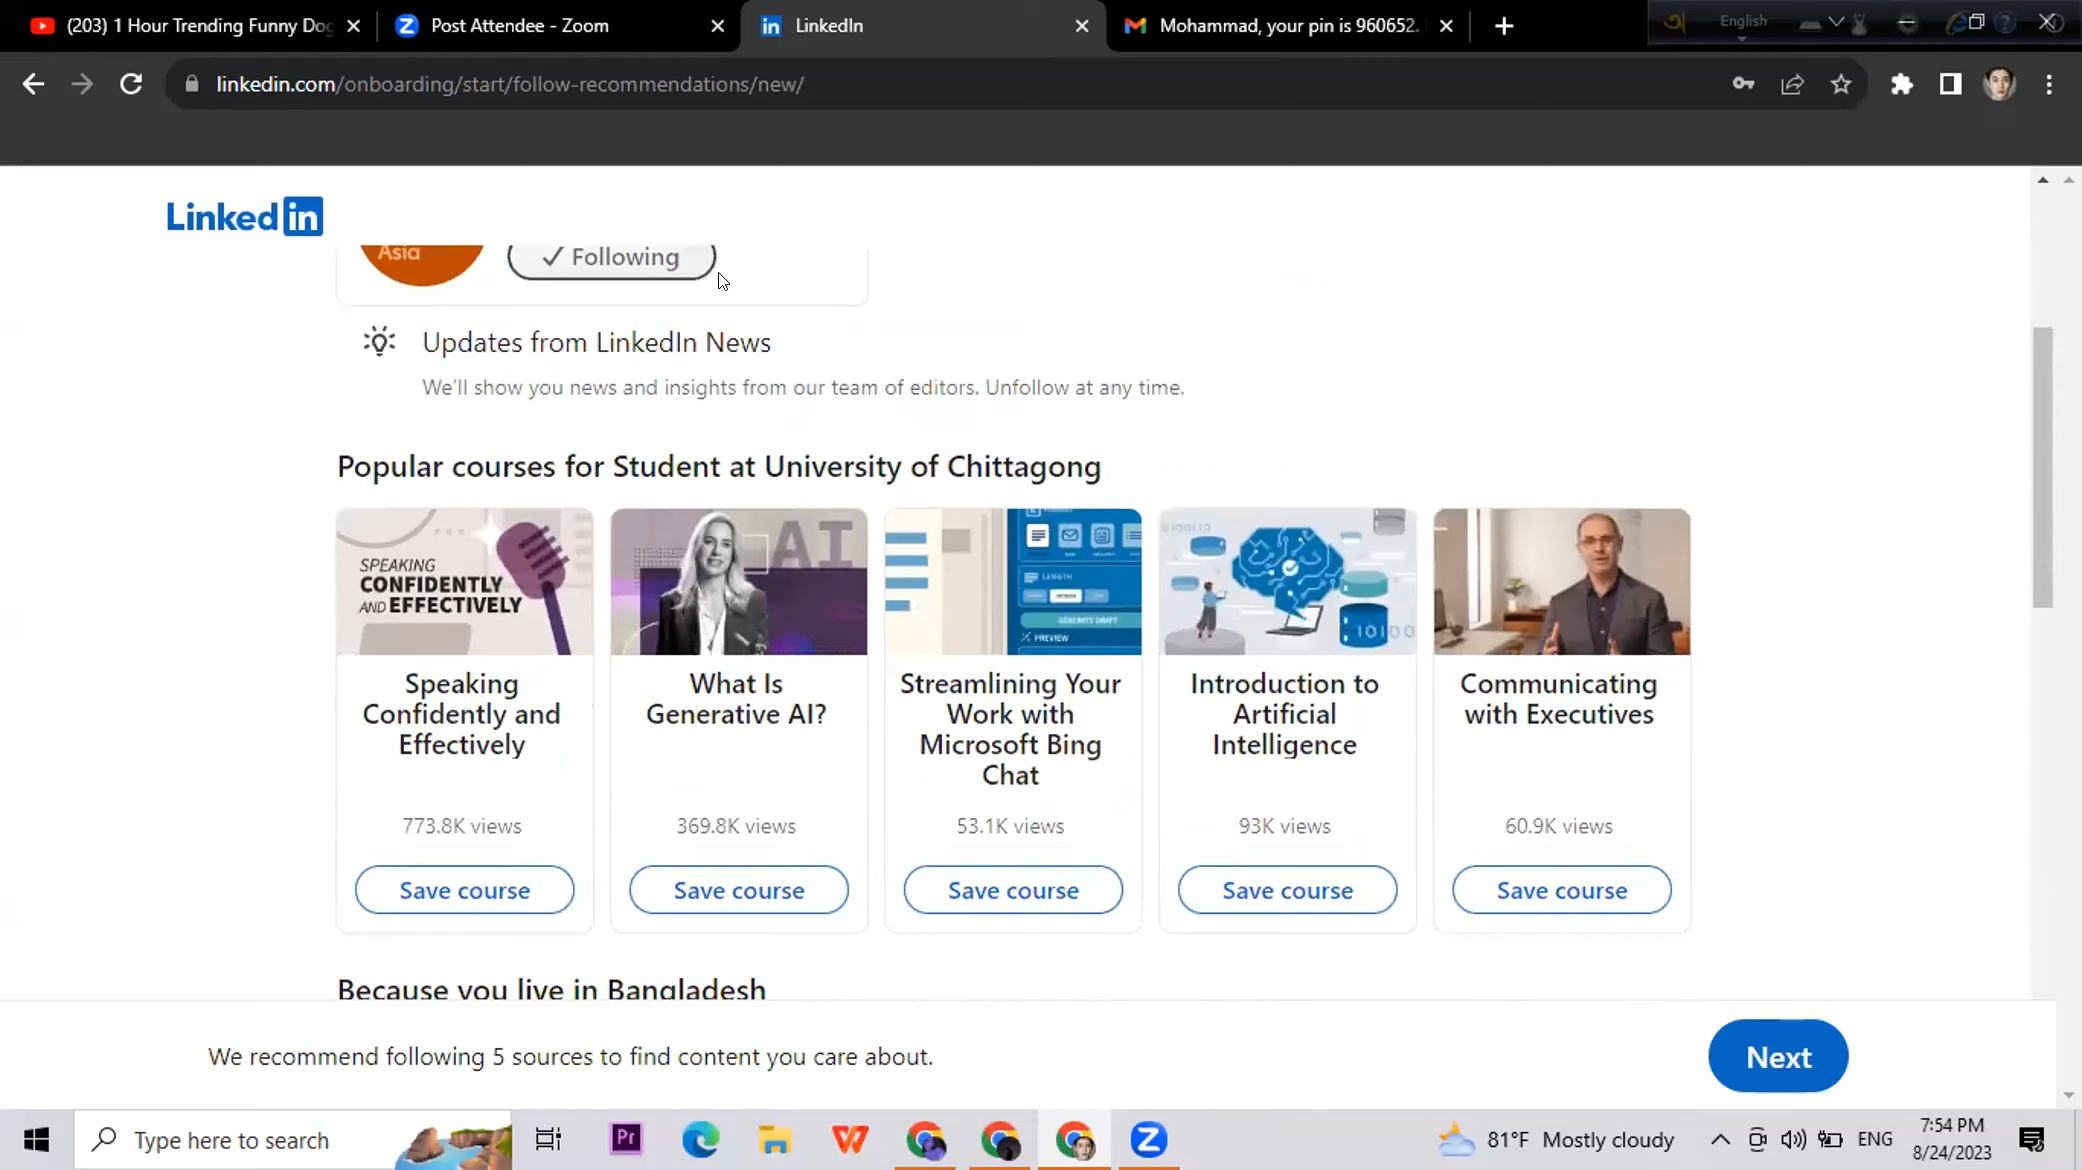 (203) 1 Hour Trending Funny Dog
Post Attendee - Zoom
LinkedIn
Mohammad, your pin is 960652.
English
linkedin.com/onboarding/start/follow-recommendations/new/
Linked in
Asia
Following
Updates from LinkedIn News
We'll show you news and insights from our team of editors. Unfollow at any time.
Popular courses for Student at University of Chittagong
SPEAKING
CONFIDENTLY
AND EFFECTIVELY
AI
LENGTH
GENERATE DRAFT
PREVIEW
10100
Speaking
Confidently and
Effectively
773.8K views
Save course
What Is
Generative AI?
369.8K views
Save course
Streamlining Your
Work with
Microsoft Bing
Chat
53.1K views
Save course
Introduction to
Artificial
Intelligence
93K views
Save course
Communicating
with Executives
60.9K views
Save course
Because you live in Bangladesh
We recommend following 5 sources to find content you care about.
Next
Type here to search
Pr
81°F Mostly cloudy
ENG
7:54 PM
8/24/2023